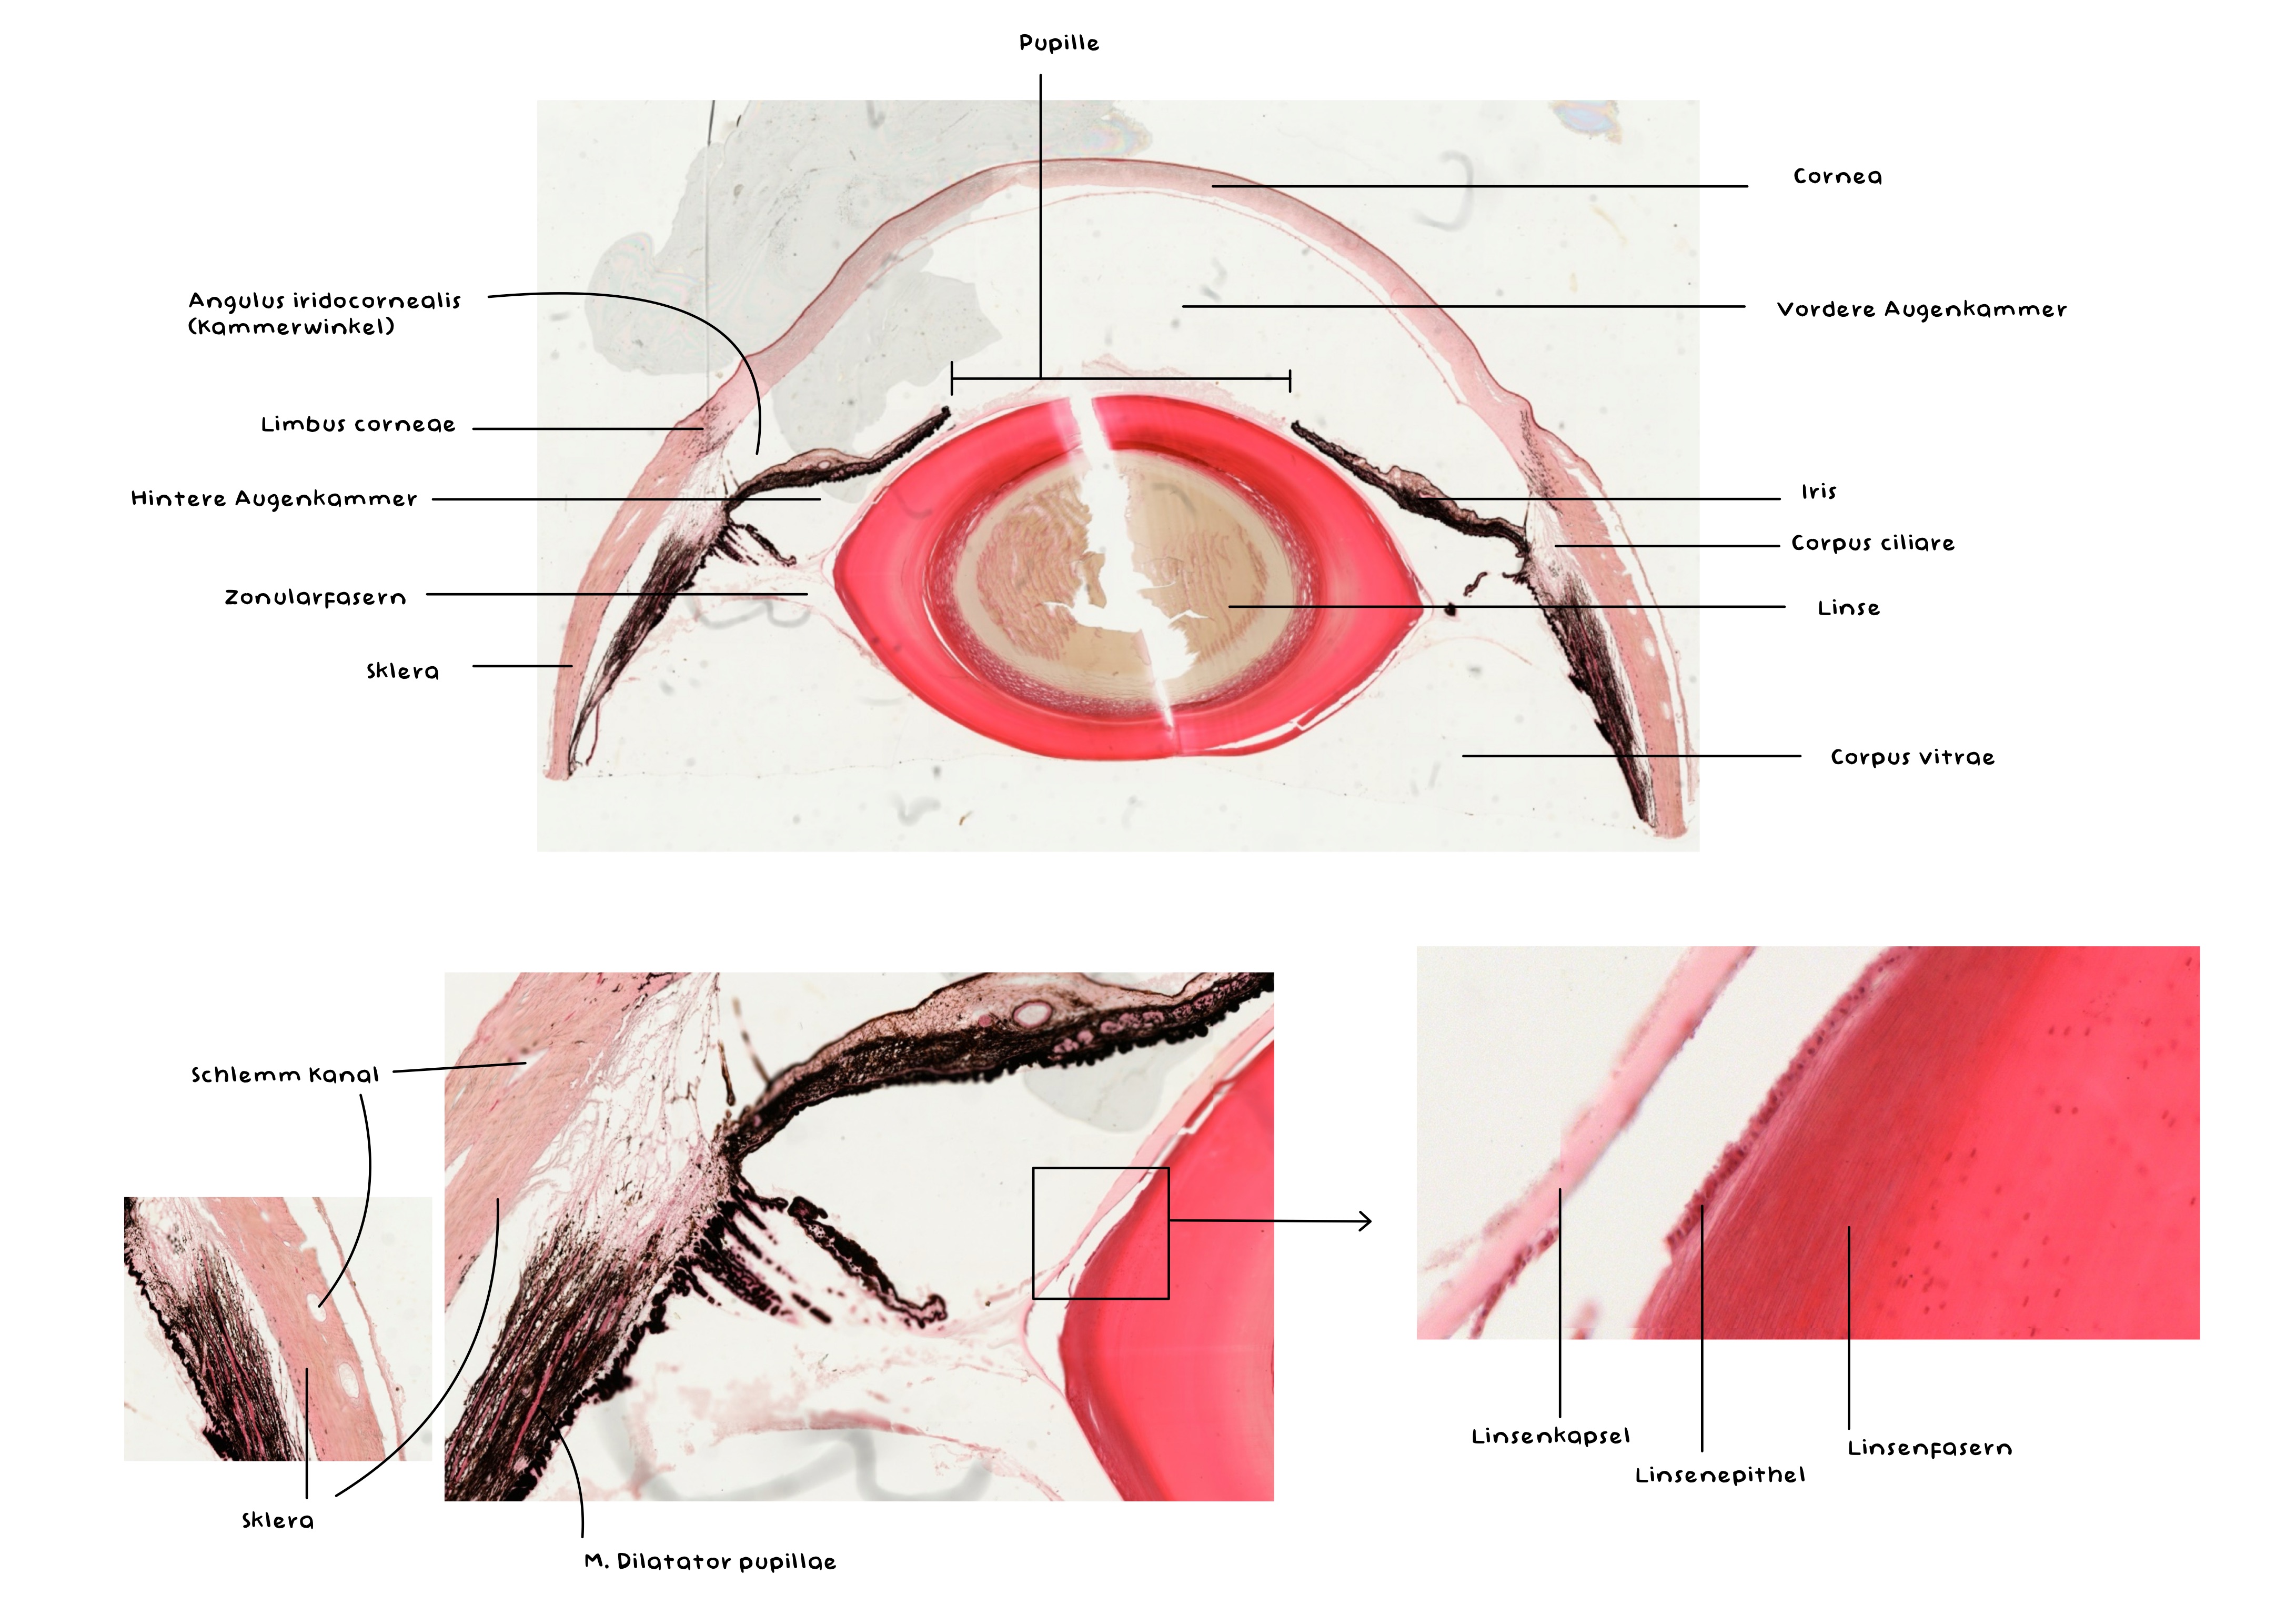 Pupille
Cornea
Vordere Augenkammer
Angulus iridocornealis
(Kammerwinkel)
Limbus corneae
Hintere Augenkammer
Iris
Corpus ciliare
Zonularfasern
Linse
Sklera
Corpus vitrae
Schlemm Kanal
Linsenkapsel
Linsenfasern
Linsenepithel
Sklera
M. Dilatator pupillae